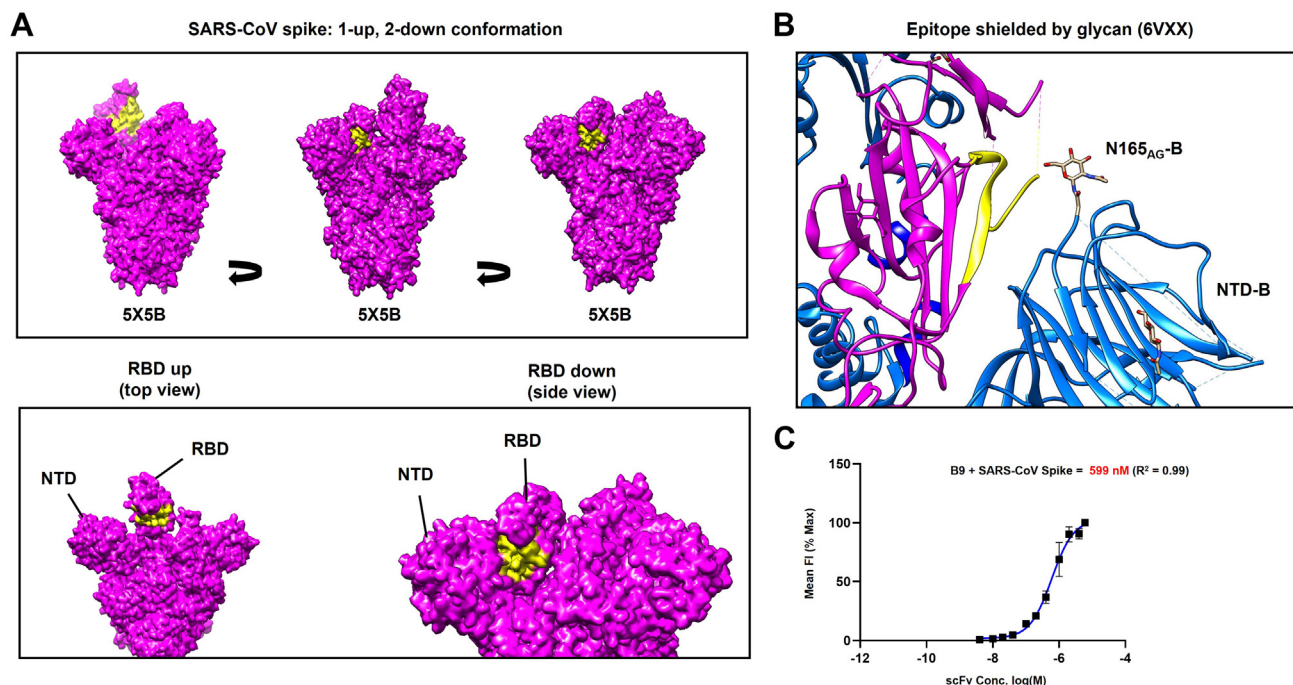 A
SARS-CoV spike: 1-up, 2-down conformation
5X5B
5X5B
5X5B
RBD up
(top view)
RBD down
(side view)
NTD
RBD
NTD
RBD
B
Epitope shielded by glycan (6VXX)
N165AG-B
NTD-B
C
B9 + SARS-CoV Spike = 599 nM (R² = 0.99)
Mean FI (% Max)
150
100
50
0
-12
-10
-8
-6
-4
scFv Conc. log(M)